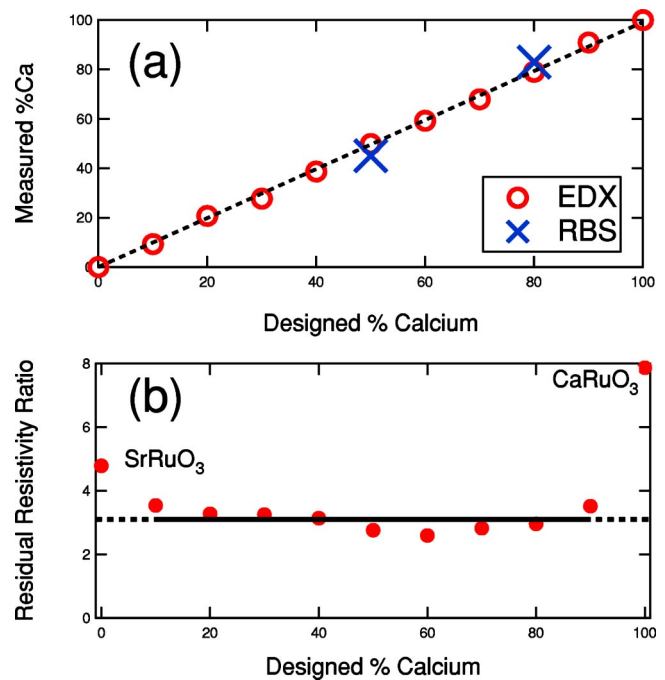 100
80
60
40
20
0
(a)
EDX
RBS
Measured %Ca
0 20 40 60 80 100
Designed % Calcium
8
6
4
2
0
(b)
CaRuO3
SrRuO3
Residual Resistivity Ratio
0 20 40 60 80 100
Designed % Calcium